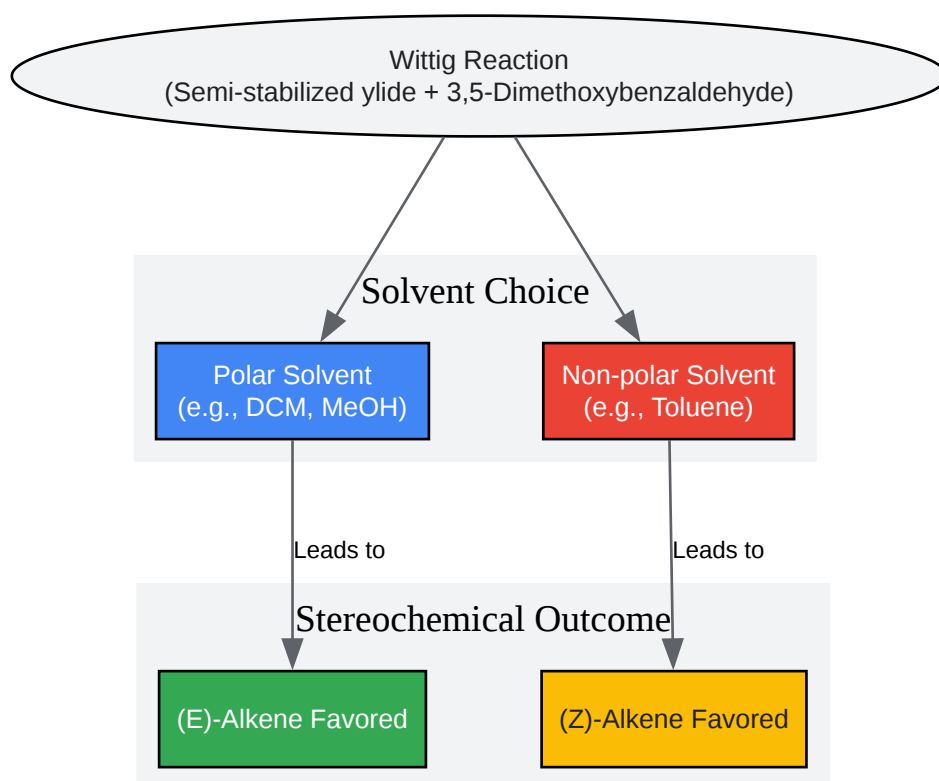 Wittig Reaction
(Semi-stabilized ylide + 3,5-Dimethoxybenzaldehyde)
Solvent Choice
Polar Solvent
(e.g., DCM, MeOH)
Non-polar Solvent
(e.g., Toluene)
Leads to
Leads to
Stereochemical Outcome
(E)-Alkene Favored
(Z)-Alkene Favored